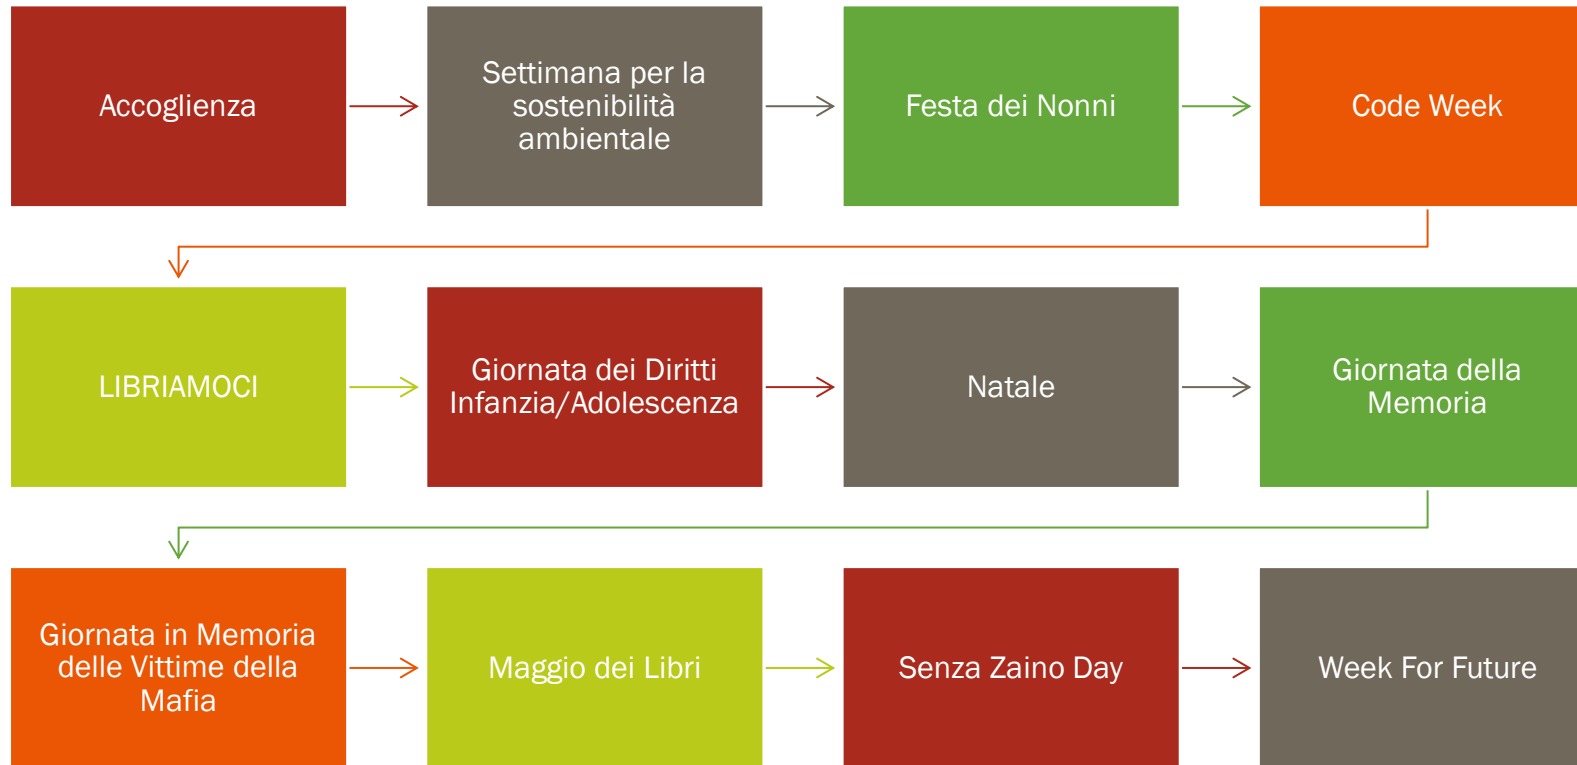 Accoglienza
Settimana per la
sostenibilità
ambientale
Festa dei Nonni
Code Week
LIBRIAMOCI
Giornata dei Diritti
Infanzia/Adolescenza
Natale
Giornata della
Memoria
Giornata in Memoria
delle Vittime della
Mafia
Maggio dei Libri
Senza Zaino Day
Week For Future